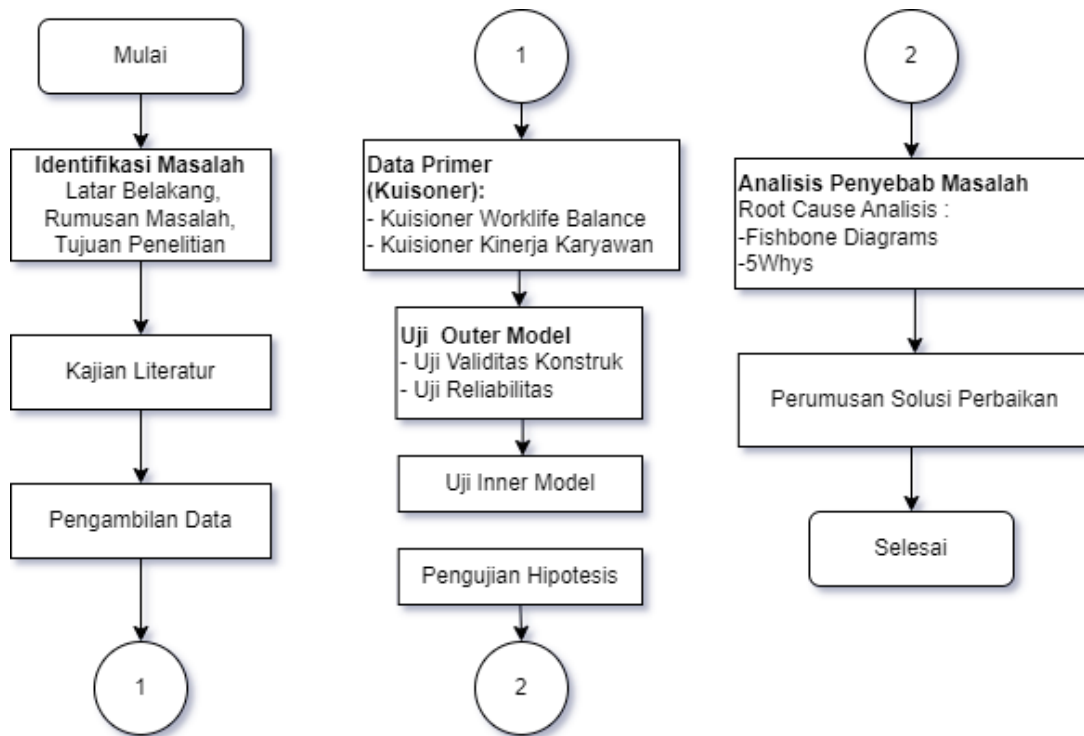 Mulai
Identifikasi Masalah
Latar Belakang,
Rumusan Masalah,
Tujuan Penelitian
Kajian Literatur
Pengambilan Data
1
1
Data Primer
(Kuisoner):
- Kuisioner Worklife Balance
- Kuisioner Kinerja Karyawan
Uji Outer Model
- Uji Validitas Konstruk
- Uji Reliabilitas
Uji Inner Model
Pengujian Hipotesis
2
2
Analisis Penyebab Masalah
Root Cause Analisis :
-Fishbone Diagrams
-5Whys
Perumusan Solusi Perbaikan
Selesai